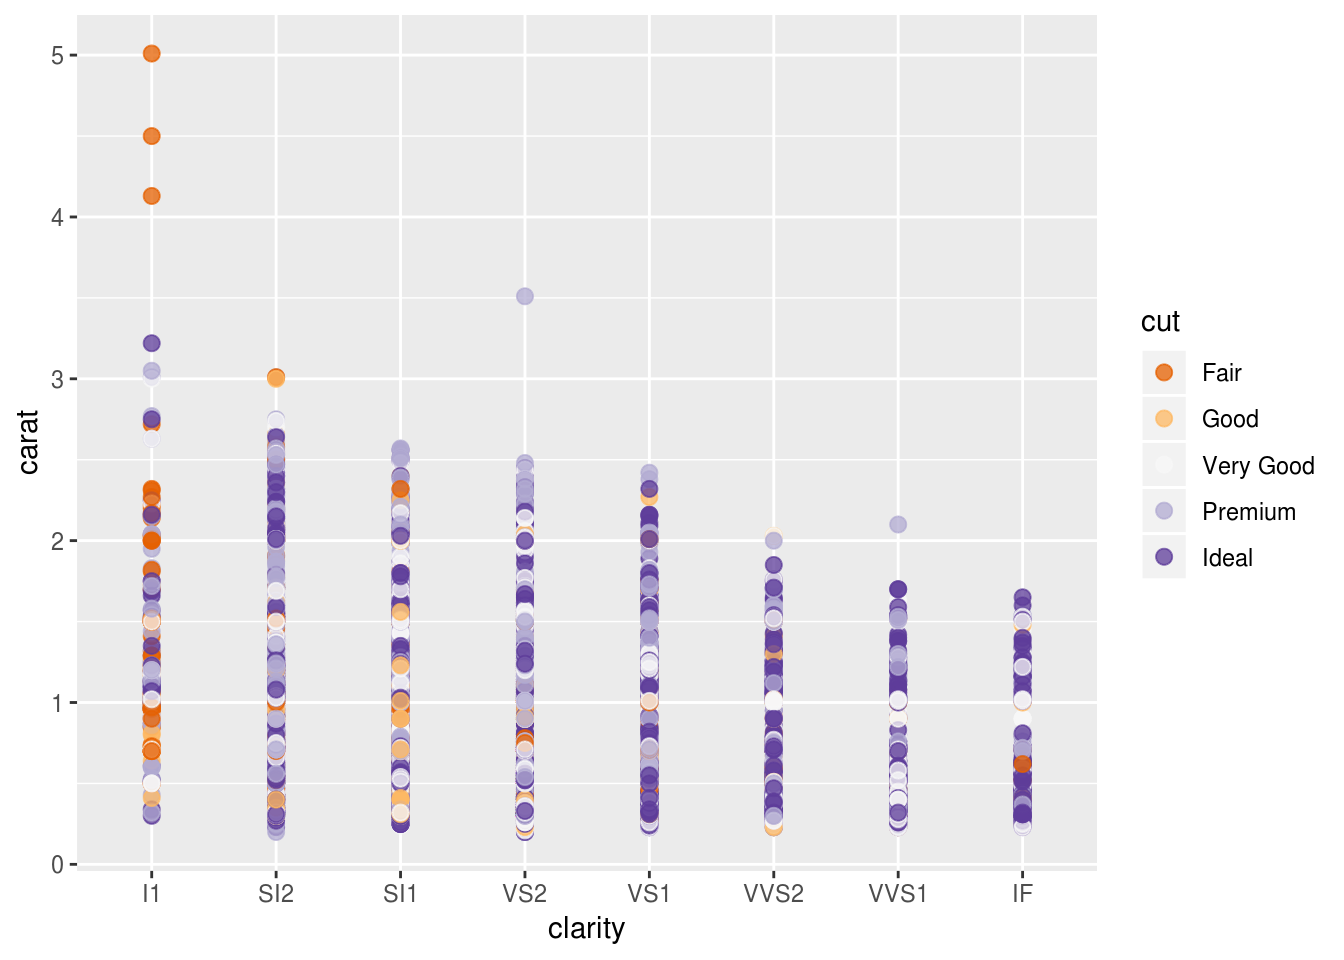 5
4
3
2
1
0
carat
I1 SI2 SI1 VS2 VS1 VVS2 VVS1 IF
clarity
cut
Fair
Good
Very Good
Premium
Ideal